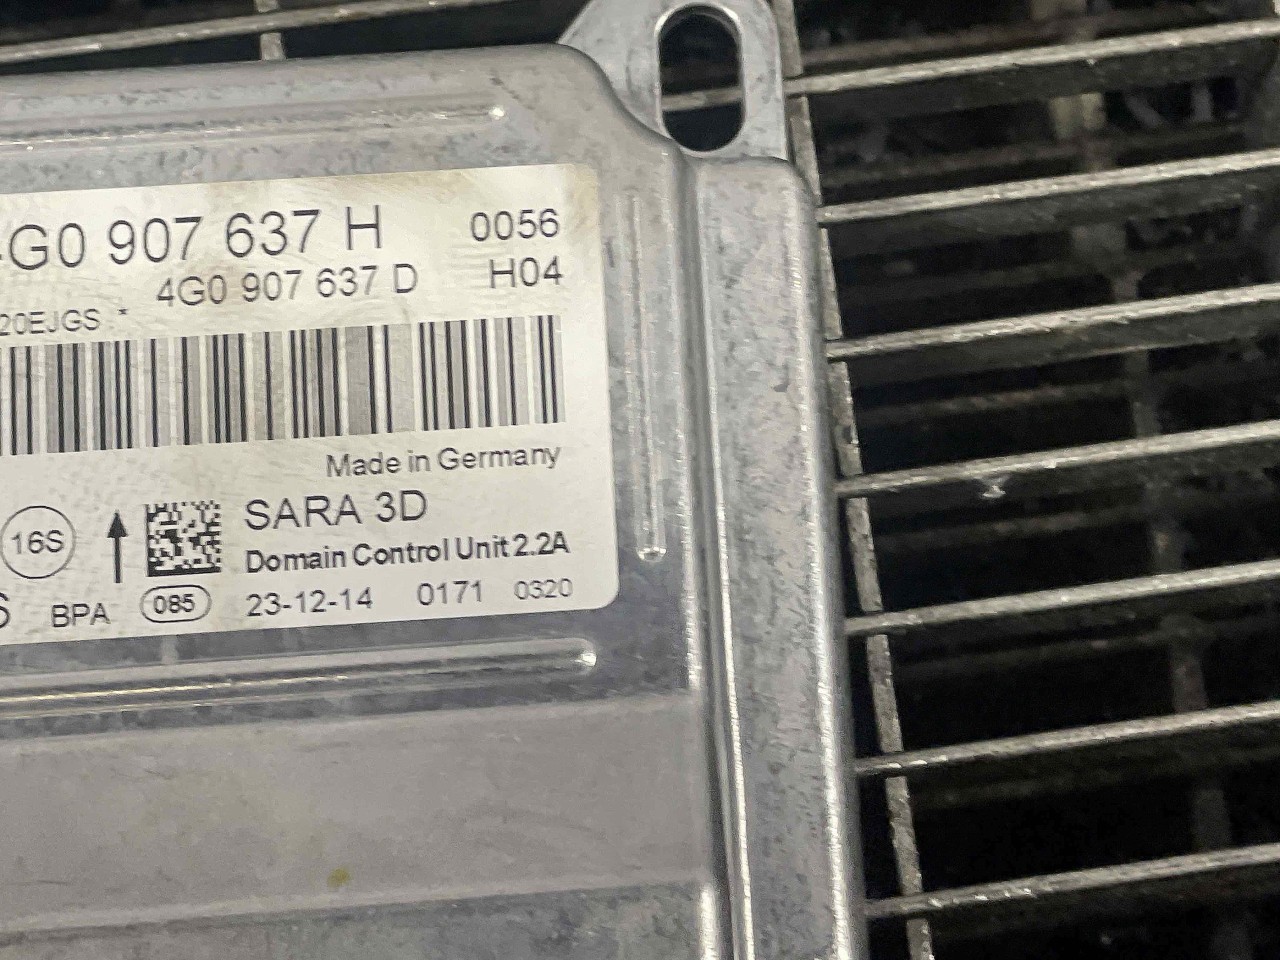 4G0 907 637 H 0056
4G0 907 637 D H04
20EJGS *
Made in Germany
16S SARA 3D
Domain Control Unit 2.2A
BPA 085 23-12-14 0171 0320